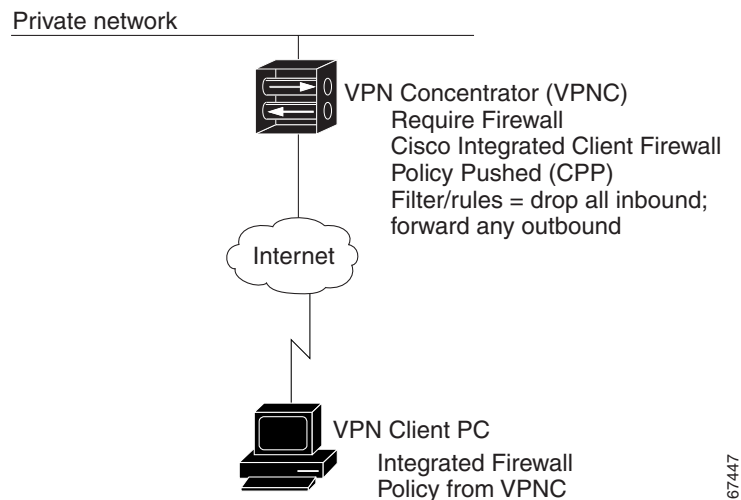 Private network
VPN Concentrator (VPNC)
Require Firewall
Cisco Integrated Client Firewall
Policy Pushed (CPP)
Filter/rules = drop all inbound;
forward any outbound
Internet
VPN Client PC
Integrated Firewall
Policy from VPNC
67447